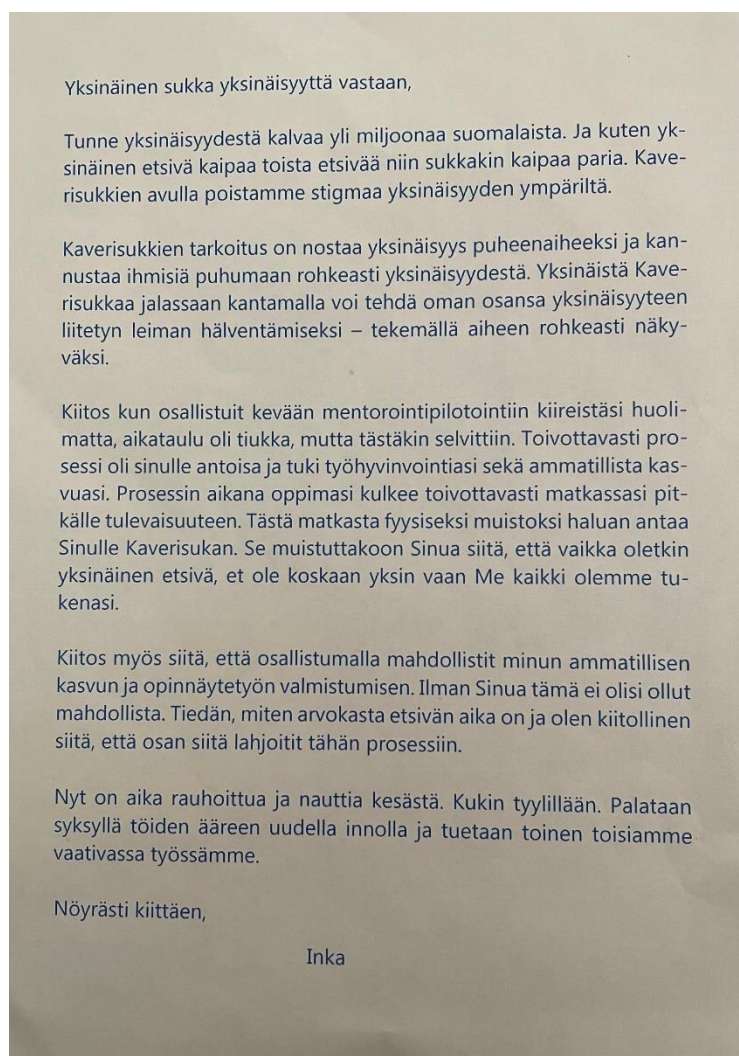 Yksinäinen sukka yksinäisyyttä vastaan,
Tunne yksinäisyydestä kalvaa yli miljoonaa suomalaista. Ja kuten yk-
sinäinen etsivä kaipaa toista etsivää niin sukkakin kaipaa paria. Kave-
risukkien avulla poistamme stigmaa yksinäisyyden ympäriltä.
Kaverisukkien tarkoitus on nostaa yksinäisyys puheenaiheeksi ja kan-
nustaa ihmisiä puhumaan rohkeasti yksinäisyydestä. Yksinäistä Kave-
risukkaa jalassaan kantamalla voi tehdä oman osansa yksinäisyyteen
liitetyn leiman hälventämiseksi – tekemällä aiheen rohkeasti näky-
väksi.
Kiitos kun osallistuit kevään mentorointipilotointiin kiireistäsi huoli-
matta, aikataulu oli tiukka, mutta tästäkin selvittiin. Toivottavasti pro-
sessi oli sinulle antoisa ja tuki työhyvinvointiasi sekä ammatillista kas-
vuasi. Prosessin aikana oppimasi kulkee toivottavasti matkassasi pit-
källe tulevaisuuteen. Tästä matkasta fyysiseksi muistoksi haluan antaa
Sinulle Kaverisukan. Se muistuttakoon Sinua siitä, että vaikka oletkin
yksinäinen etsivä, et ole koskaan yksin vaan Me kaikki olemme tu-
kenasi.
Kiitos myös siitä, että osallistumalla mahdollistit minun ammatillisen
kasvun ja opinnäytetyön valmistumisen. Ilman Sinua tämä ei olisi ollut
mahdollista. Tiedän, miten arvokasta etsivän aika on ja olen kiitollinen
siitä, että osan siitä lahjoitit tähän prosessiin.
Nyt on aika rauhoittua ja nauttia kesästä. Kukin tyylillään. Palataan
syksyllä töiden ääreen uudella innolla ja tuetaan toinen toisiamme
vaativassa työssämme.
Nöyrästi kiittäen,
Inka